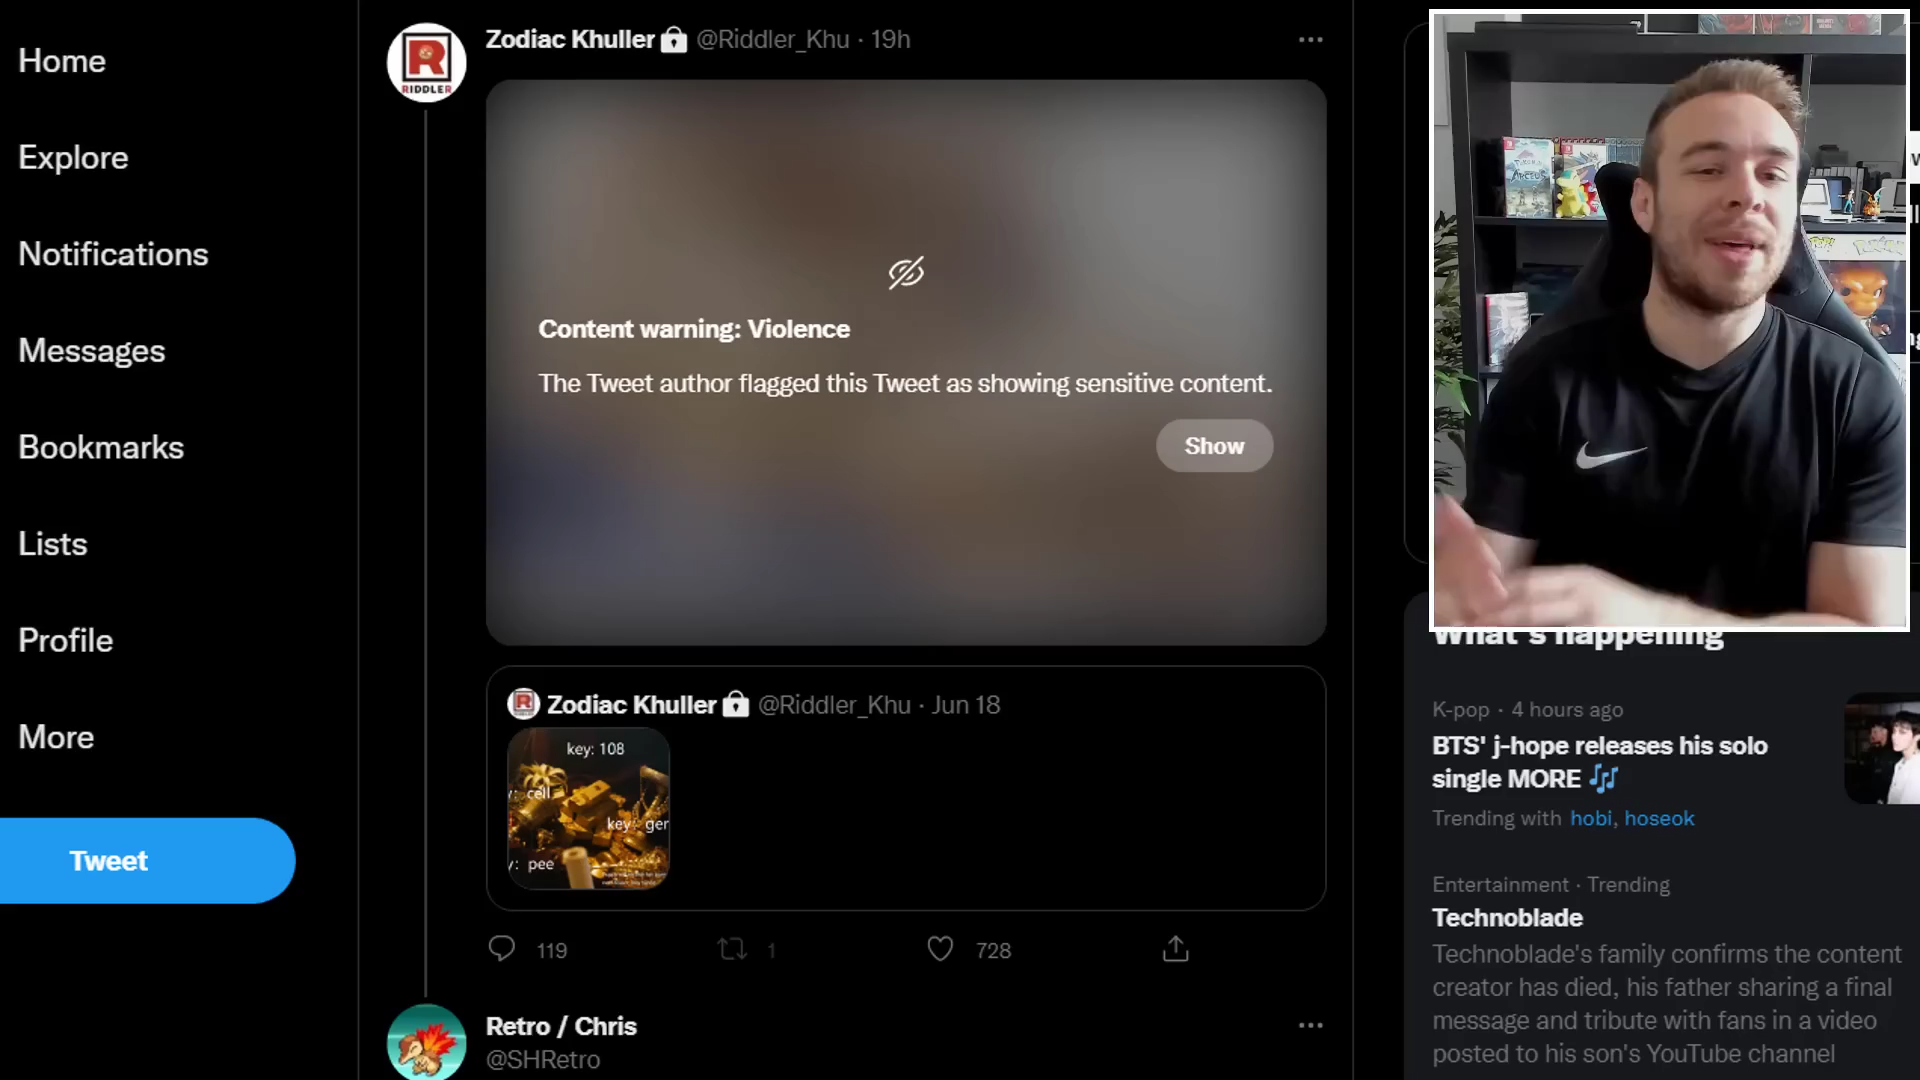 Home
Explore
Notifications
Messages
Bookmarks
Lists
Profile
More
Tweet
RIDDLER
Zodiac Khuller @Riddler_Khu · 19h
Content warning: Violence
The Tweet author flagged this Tweet as showing sensitive content.
Show
Zodiac Khuller @Riddler_Khu · Jun 18
key: 108
cell
key: ger
pee
119
1
728
Retro / Chris
@SHRetro
ARCEUS
What's happening
K-pop · 4 hours ago
BTS' j-hope releases his solo
single MORE
Trending with hobi, hoseok
Entertainment · Trending
Technoblade
Technoblade's family confirms the content
creator has died, his father sharing a final
message and tribute with fans in a video
posted to his son's YouTube channel